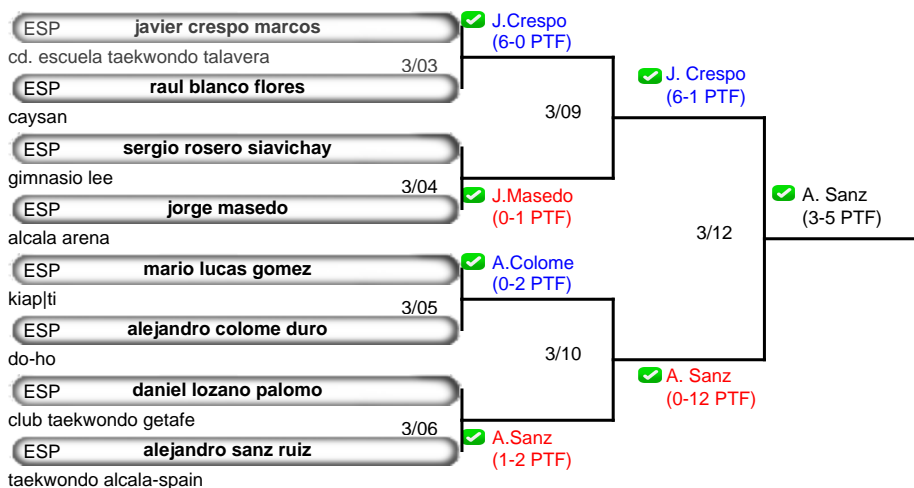 ESP javier crespo marcos
cd. escuela taekwondo talavera
3/03
ESP raul blanco flores
caysan
ESP sergio rosero siavichay
gimnasio lee
3/04
ESP jorge masedo
alcala arena
ESP mario lucas gomez
kiap|ti
3/05
ESP alejandro colome duro
do-ho
ESP daniel lozano palomo
club taekwondo getafe
3/06
ESP alejandro sanz ruiz
taekwondo alcala-spain
J.Crespo
(6-0 PTF)
3/09
J.Masedo
(0-1 PTF)
A.Colome
(0-2 PTF)
3/10
A.Sanz
(1-2 PTF)
J. Crespo
(6-1 PTF)
3/12
A. Sanz
(0-12 PTF)
A. Sanz
(3-5 PTF)